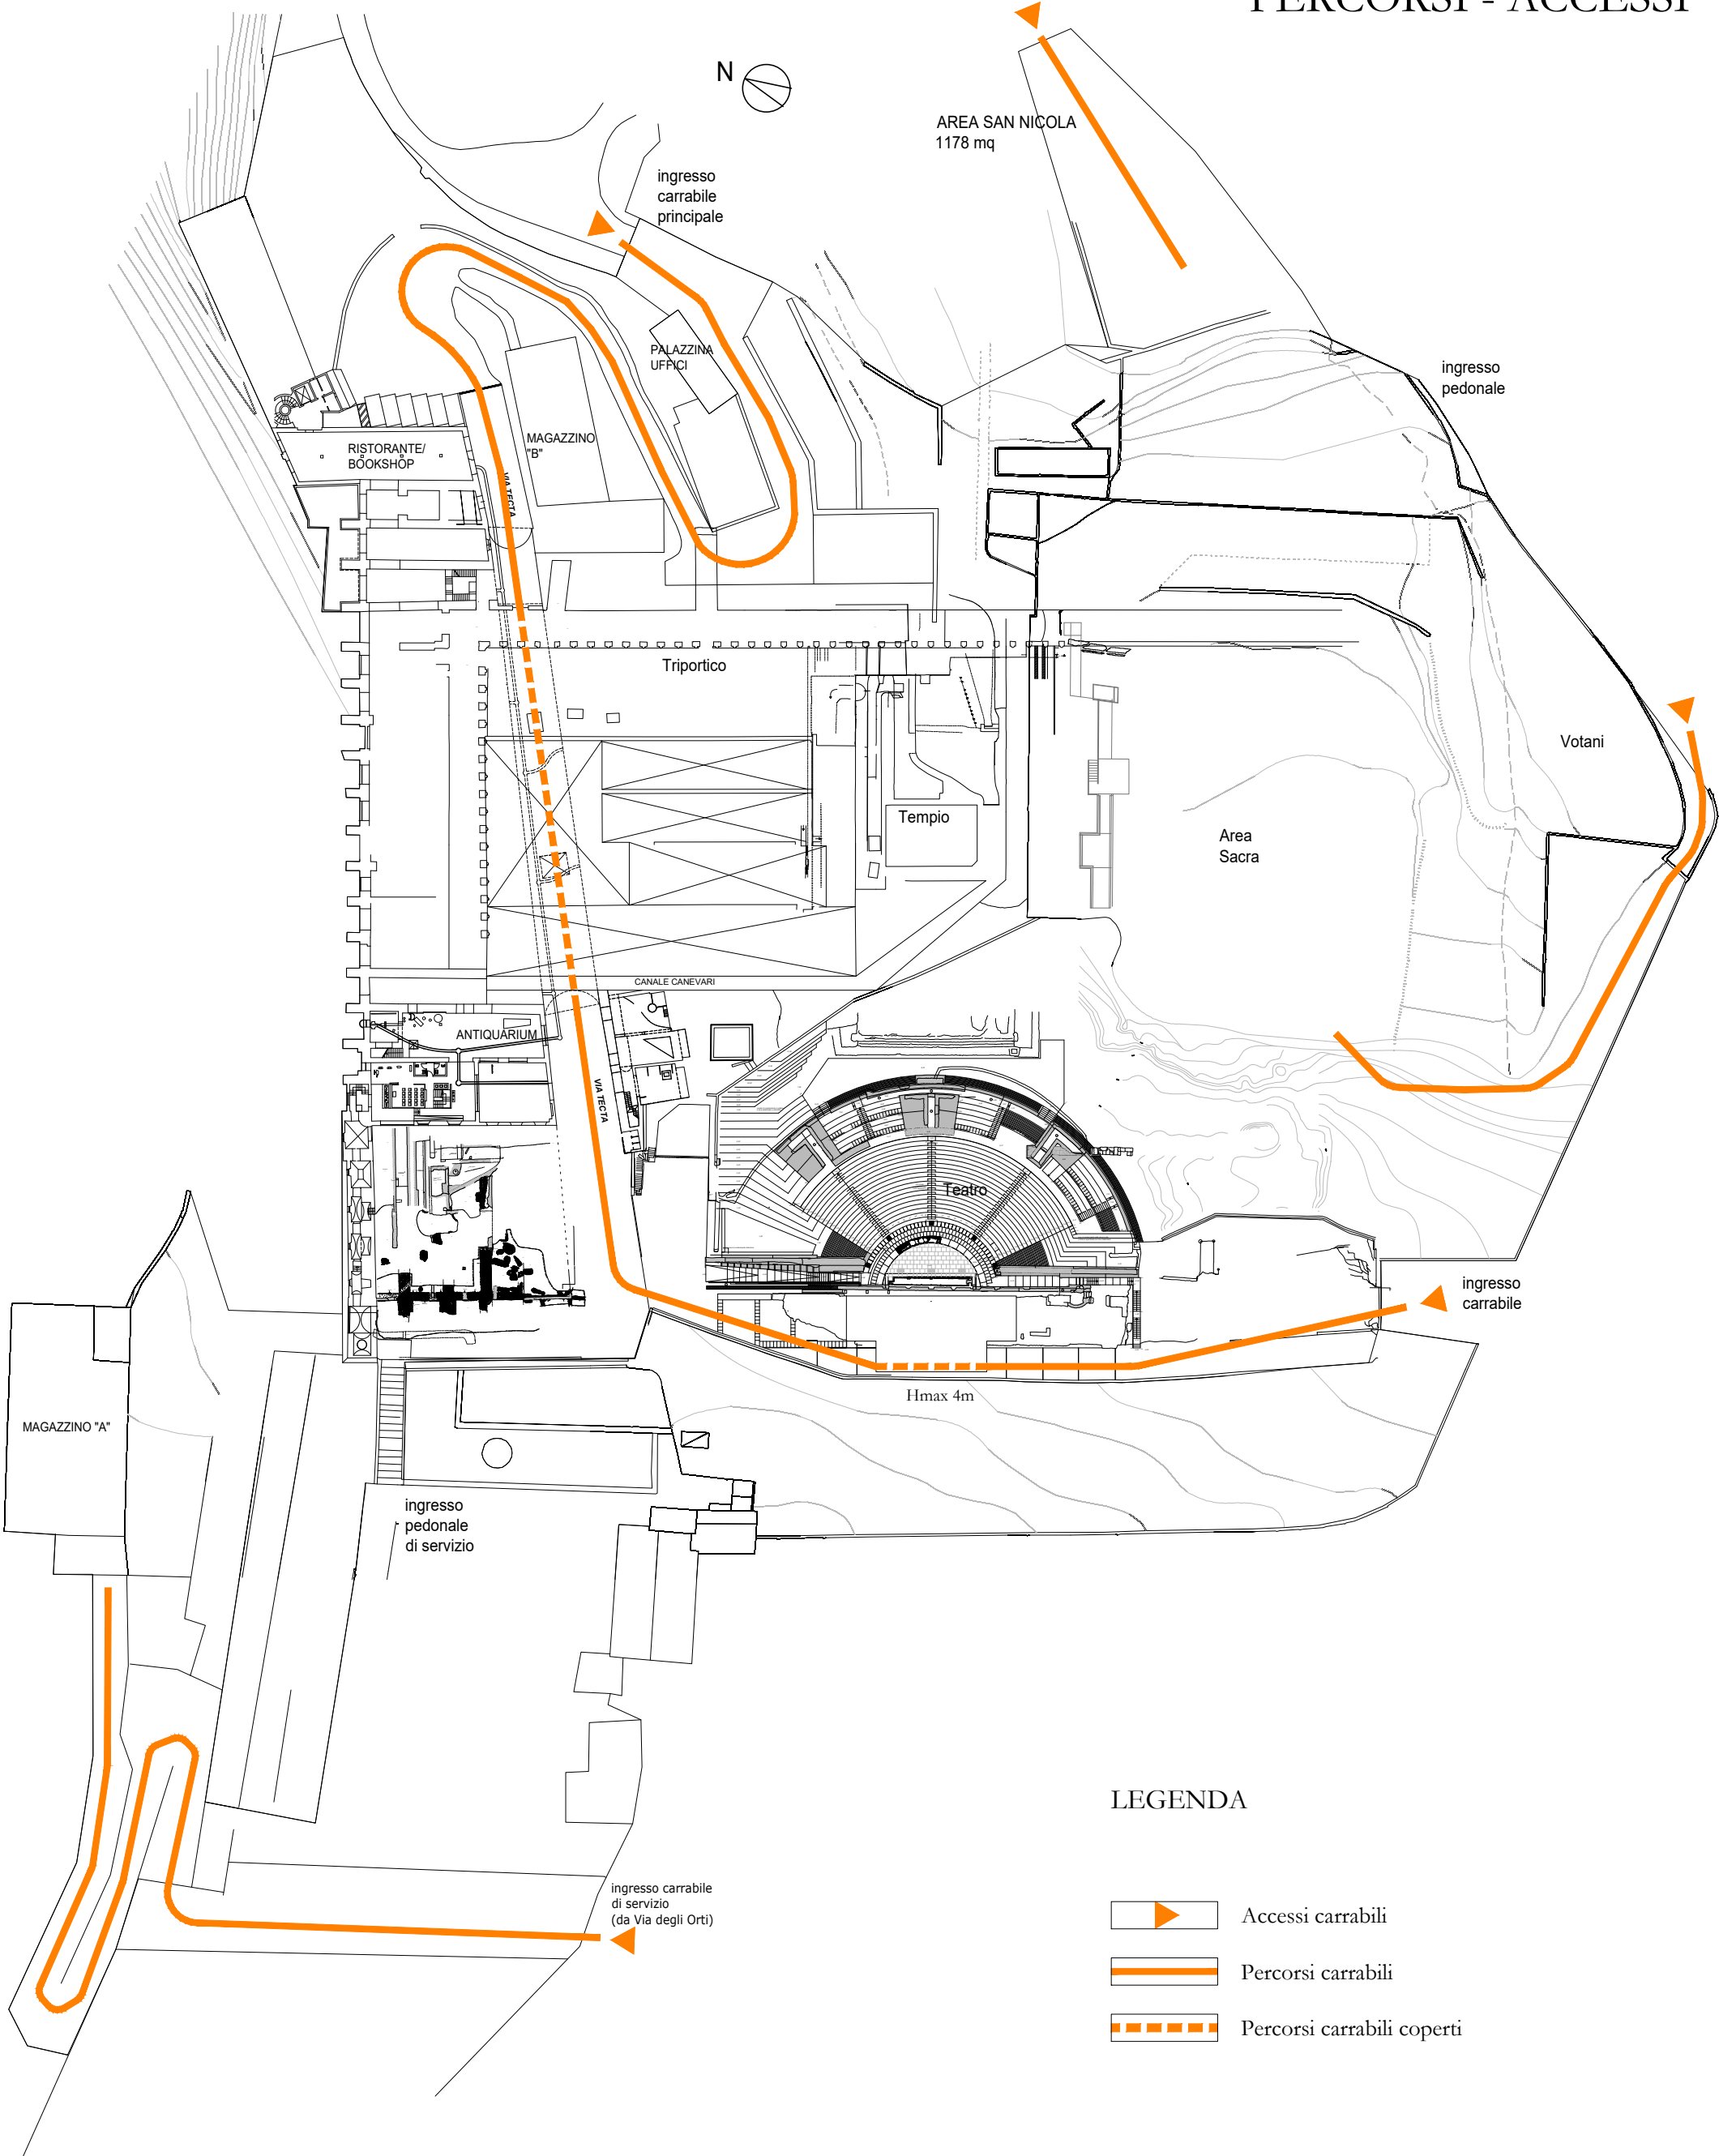 PERCORSI - ACCESSI
N
AREA SAN NICOLA
1178 mq
ingresso
carrabile
principale
PALAZZINA
UFFICI
ingresso
pedonale
MAGAZZINO
"B"
RISTORANTE/
BOOKSHOP
VIA TECTA
Triportico
Votani
Tempio
Area
Sacra
CANALE CANEVARI
ANTIQUARIUM
VIA TECTA
Teatro
ingresso
carrabile
Hmax 4m
MAGAZZINO "A"
ingresso
pedonale
di servizio
LEGENDA
ingresso carrabile
di servizio
(da Via degli Orti)
Accessi carrabili
Percorsi carrabili
Percorsi carrabili coperti